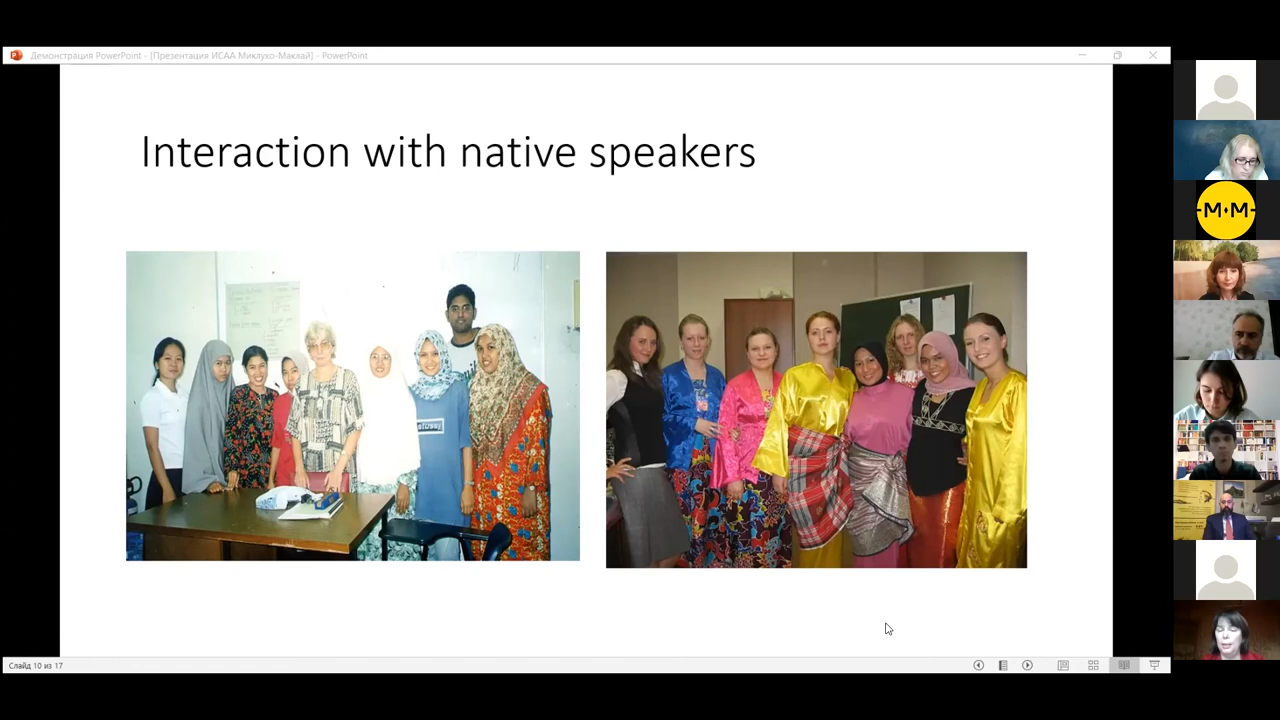 Демонстрация PowerPoint - [Презентация ИСАА Миклухо-Маклай] - PowerPoint
Interaction with native speakers
M·M
Слайд 10 из 17